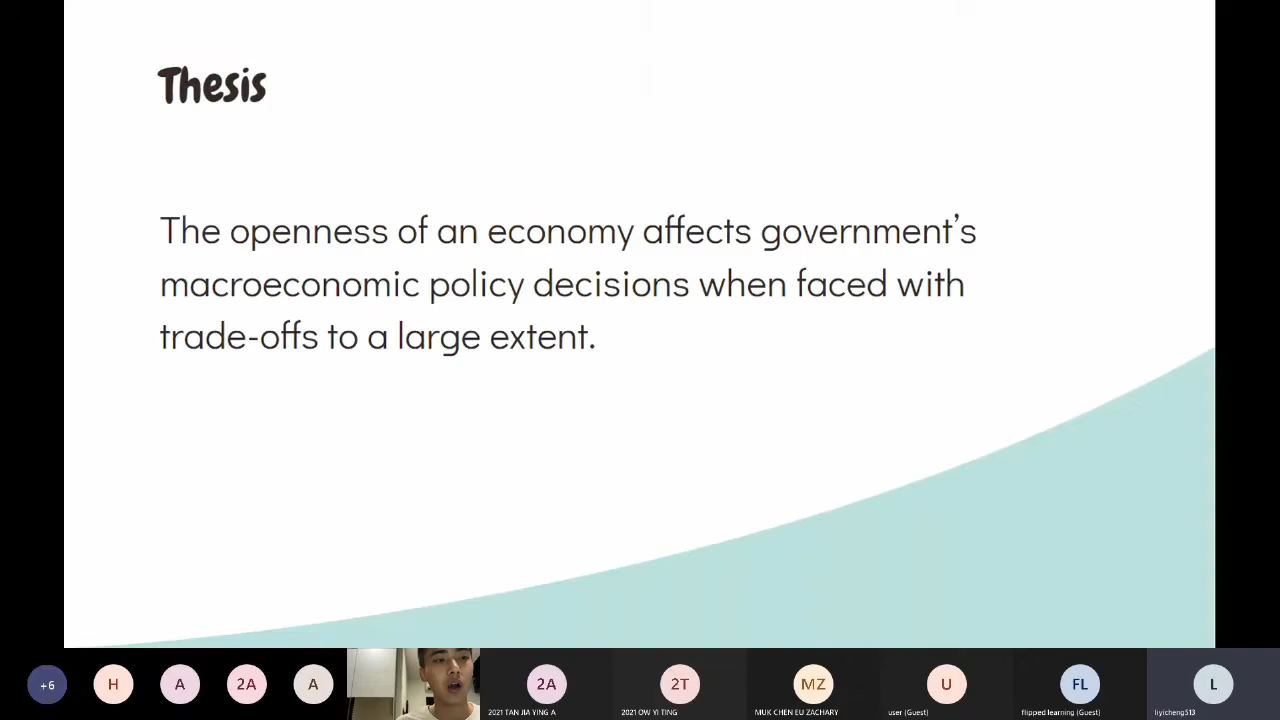 Thesis
The openness of an economy affects government’s
macroeconomic policy decisions when faced with
trade-offs to a large extent.
+6
H
A
2A
A
2A
2T
MZ
U
FL
L
2021 TAN JIA YING A
2021 OW YI TING
MUK CHEN EU ZACHARY
user (Guest)
flipped learning (Guest)
liyicheng513